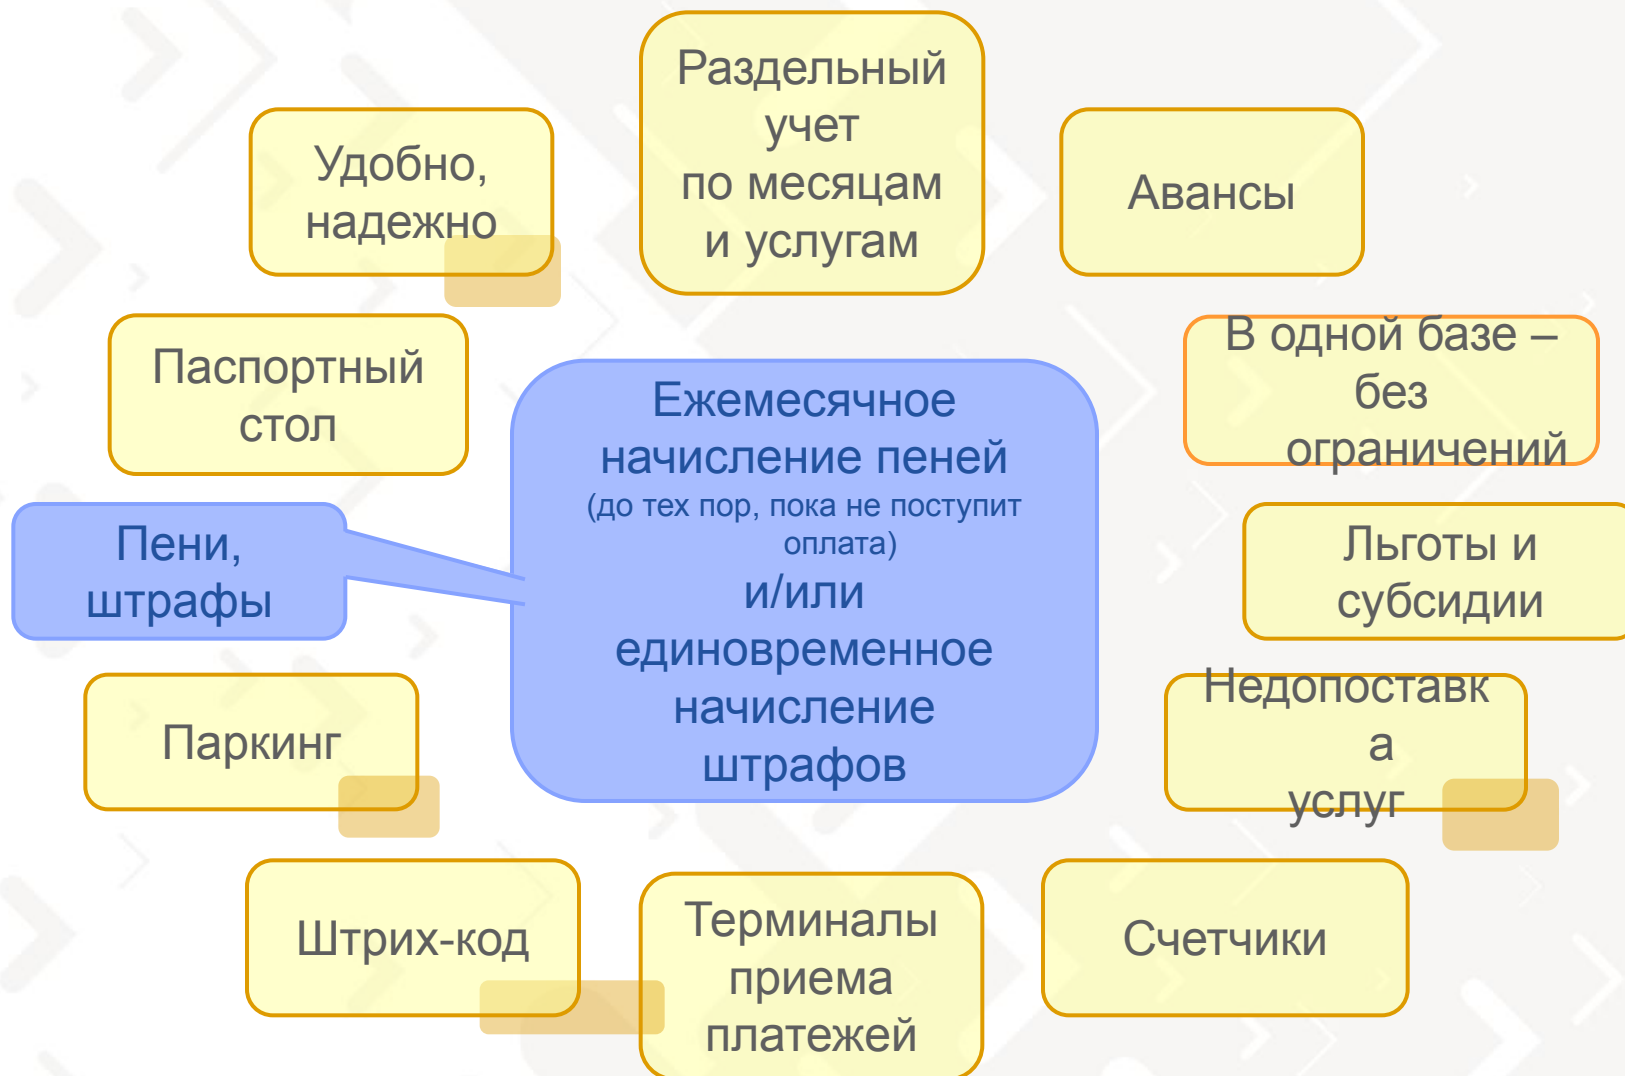 Раздельный
учет
по месяцам
и услугам
Удобно,
надежно
Авансы
Паспортный
стол
В одной базе –
без
ограничений
Ежемесячное
начисление пеней
(до тех пор, пока не поступит
оплата)
и/или
единовременное
начисление
штрафов
Пени,
штрафы
Льготы и
субсидии
Паркинг
Недопоставк
а
услуг
Штрих-код
Терминалы
приема
платежей
Счетчики